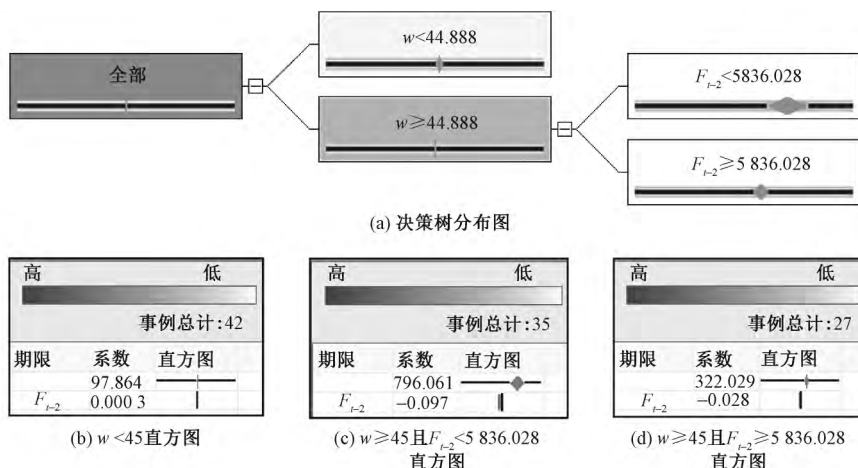 全部
w<44.888
w≥44.888
F_{t-2}<5836.028
F_{t-2}≥5 836.028
(a) 决策树分布图
高 低
事例总计:42
期限 系数 直方图
97.864
F_{t-2} 0.000 3
(b) w <45直方图
高 低
事例总计:35
期限 系数 直方图
796.061
F_{t-2} −0.097
(c) w≥45且F_{t-2}<5 836.028
直方图
高 低
事例总计:27
期限 系数 直方图
322.029
F_{t-2} −0.028
(d) w≥45且F_{t-2}≥5 836.028
直方图